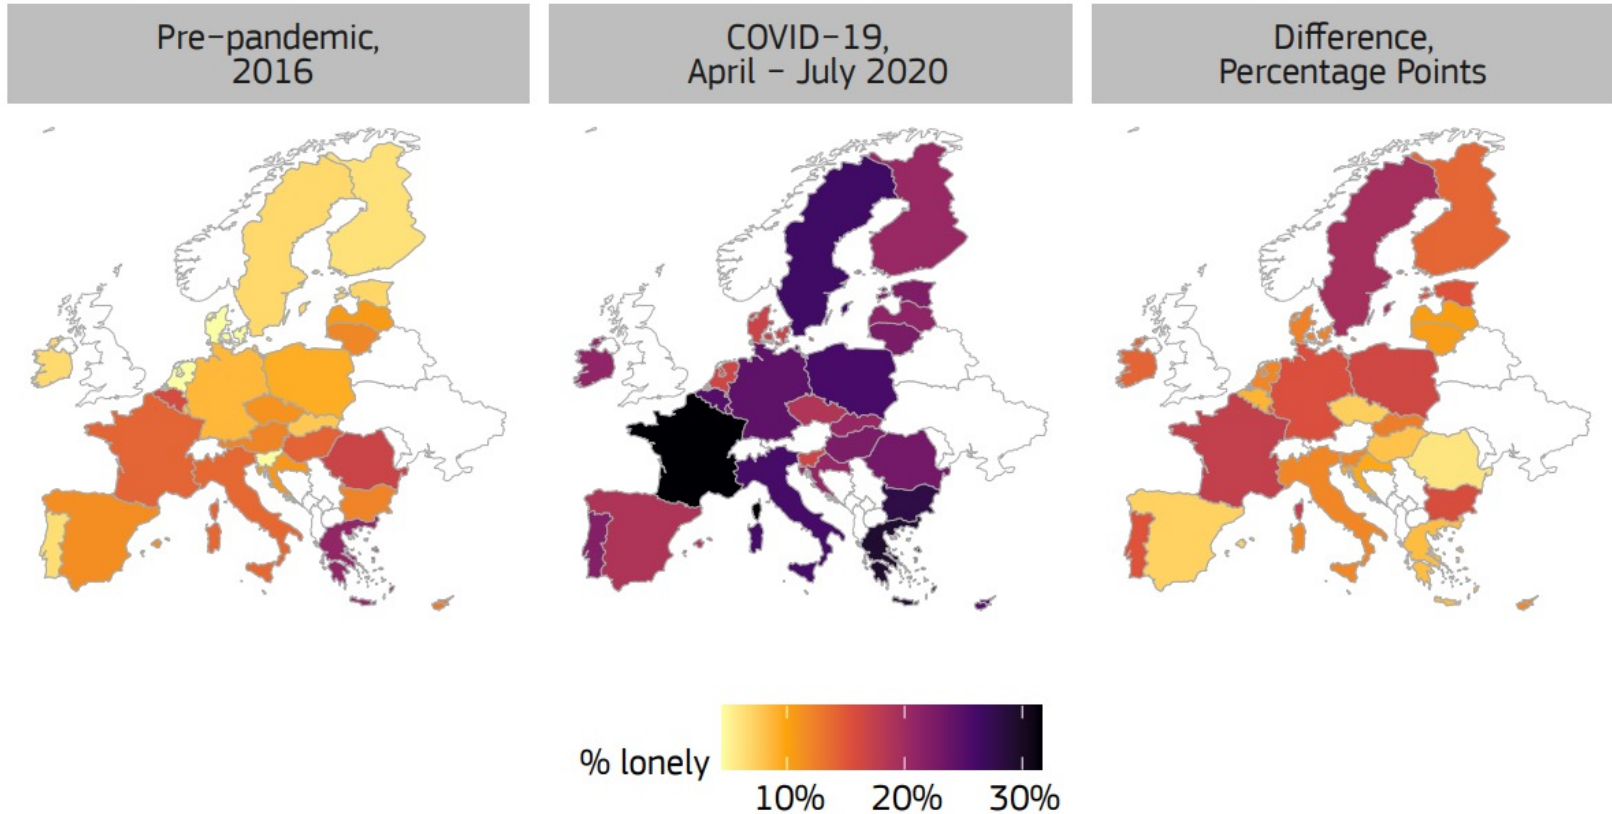 Pre-pandemic,
2016
COVID-19,
April - July 2020
Difference,
Percentage Points
% lonely
10%
20%
30%